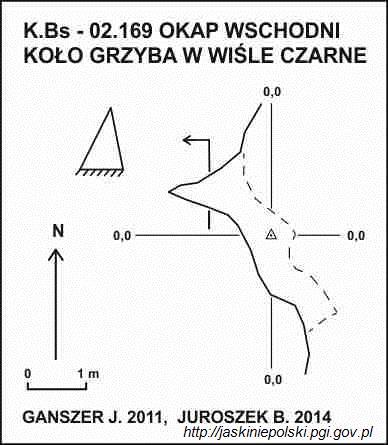 K.Bs - 02.169 OKAP WSCHODNI
KOŁO GRZYBA W WIŚLE CZARNE
0,0
N
0,0
0,0
0
1 m
0,0
GANSZER J. 2011, JUROSZEK B. 2014
http://jaskiniepolski.pgi.gov.pl